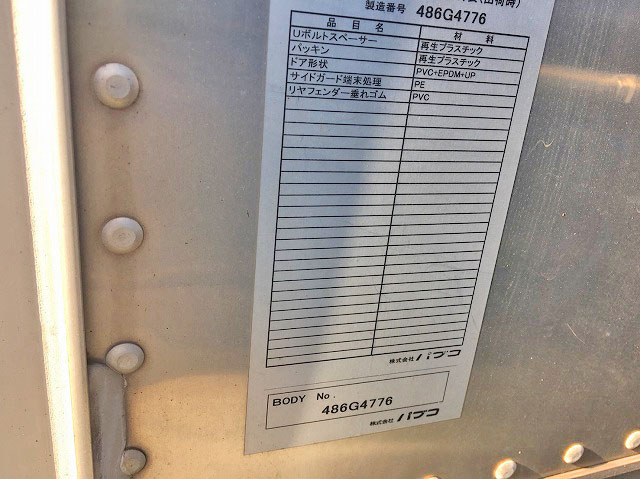 (出荷時)
製造番号 486G4776
品目名 材料
Uボルトスペーサー 再生プラスチック
パッキン 再生プラスチック
ドア形状 PVC+EPDM+UP
サイドガード端末処理 PE
リヤフェンダー垂れゴム PVC
株式会社 パブコ
BODY No. 486G4776
株式会社 パブコ